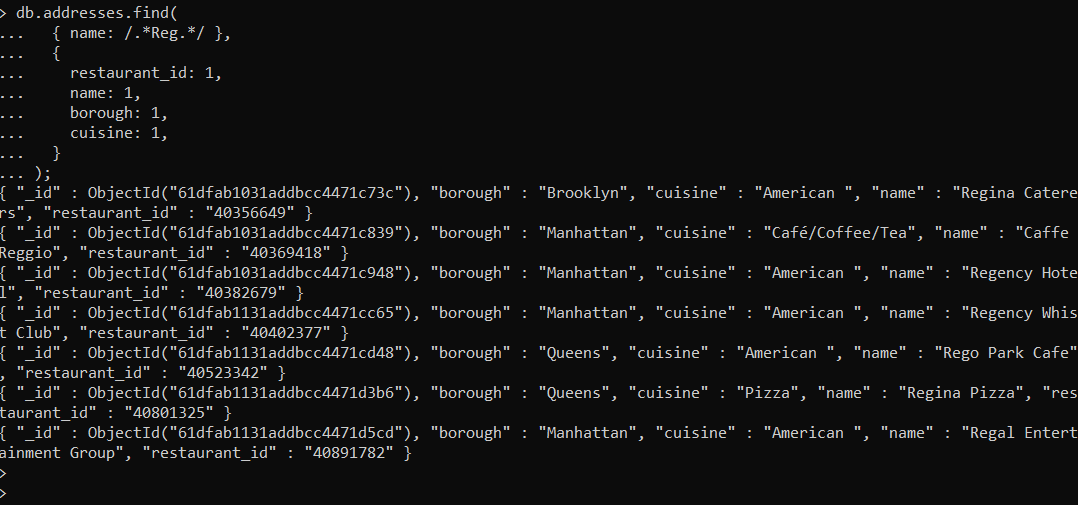 > db.addresses.find(
...   { name: /.*Reg.*/ },
...   {
...     restaurant_id: 1,
...     name: 1,
...     borough: 1,
...     cuisine: 1,
...   }
... );
{ "_id" : ObjectId("61dfab1031addbcc4471c73c"), "borough" : "Brooklyn", "cuisine" : "American ", "name" : "Regina Catere
rs", "restaurant_id" : "40356649" }
{ "_id" : ObjectId("61dfab1031addbcc4471c839"), "borough" : "Manhattan", "cuisine" : "Café/Coffee/Tea", "name" : "Caffe
Reggio", "restaurant_id" : "40369418" }
{ "_id" : ObjectId("61dfab1031addbcc4471c948"), "borough" : "Manhattan", "cuisine" : "American ", "name" : "Regency Hote
l", "restaurant_id" : "40382679" }
{ "_id" : ObjectId("61dfab1131addbcc4471cc65"), "borough" : "Manhattan", "cuisine" : "American ", "name" : "Regency Whis
t Club", "restaurant_id" : "40402377" }
{ "_id" : ObjectId("61dfab1131addbcc4471cd48"), "borough" : "Queens", "cuisine" : "American ", "name" : "Rego Park Cafe"
, "restaurant_id" : "40523342" }
{ "_id" : ObjectId("61dfab1131addbcc4471d3b6"), "borough" : "Queens", "cuisine" : "Pizza", "name" : "Regina Pizza", "res
taurant_id" : "40801325" }
{ "_id" : ObjectId("61dfab1131addbcc4471d5cd"), "borough" : "Manhattan", "cuisine" : "American ", "name" : "Regal Entert
ainment Group", "restaurant_id" : "40891782" }
>
>